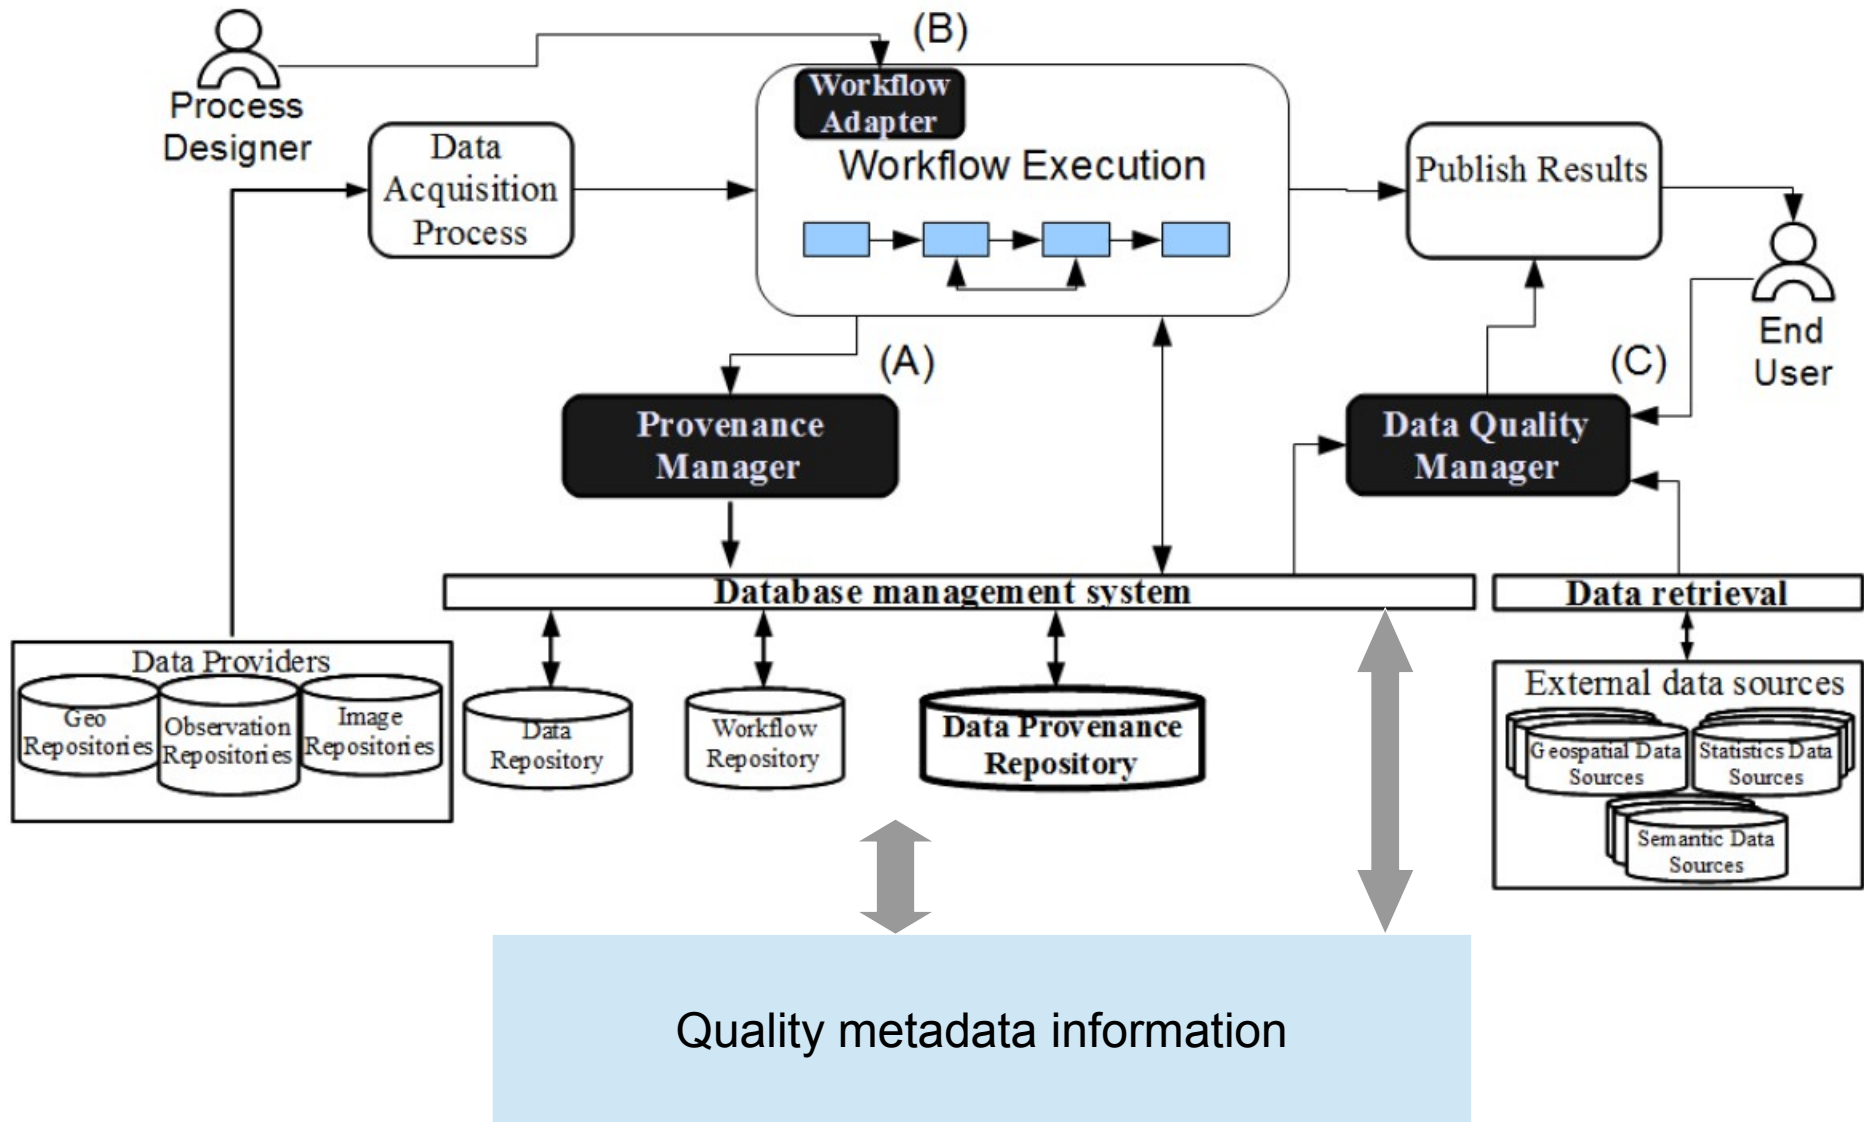 (B)
Process
Designer
Workflow
Adapter
Data
Acquisition
Process
Workflow Execution
Publish Results
End
User
(A)
(C)
Provenance
Manager
Data Quality
Manager
Database management system
Data retrieval
Data Providers
Geo
Repositories
Observation
Repositories
Image
Repositories
Data
Repository
Workflow
Repository
Data Provenance
Repository
External data sources
Geospatial Data
Sources
Statistics Data
Sources
Semantic Data
Sources
Quality metadata information